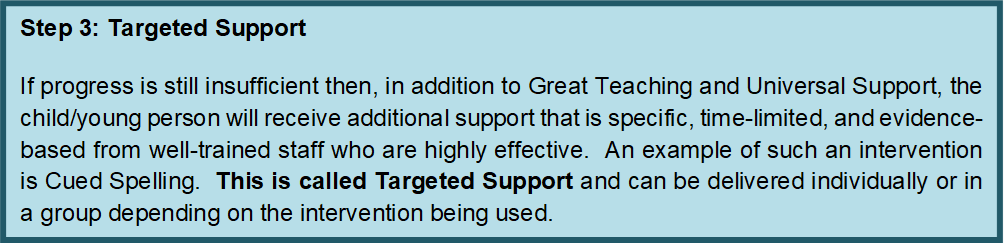 Step 3: Targeted Support
If progress is still insufficient then, in addition to Great Teaching and Universal Support, the
child/young person will receive additional support that is specific, time-limited, and evidence-
based from well-trained staff who are highly effective.  An example of such an intervention
is Cued Spelling.  This is called Targeted Support and can be delivered individually or in
a group depending on the intervention being used.